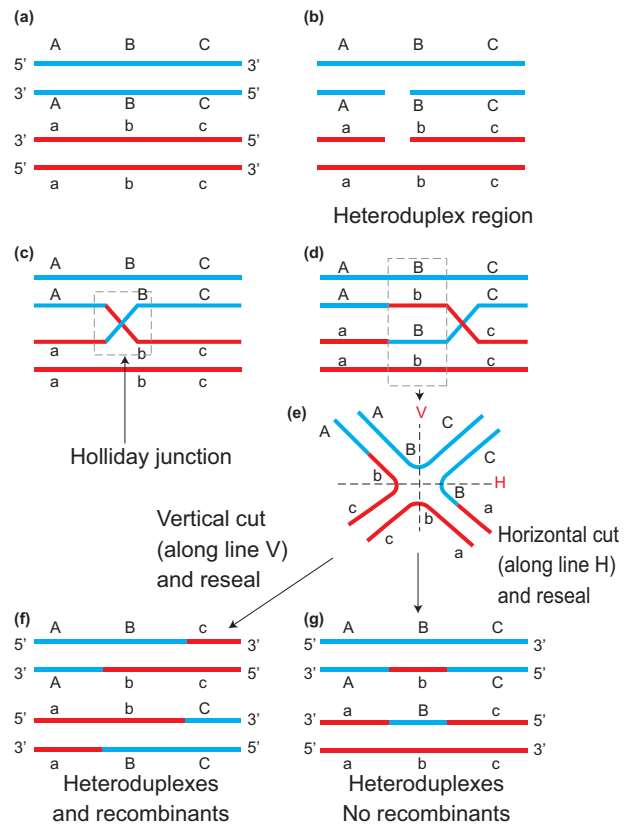 (a)
A B C
5’ 3’
3’ 5’
A B C
a b c
3’ 5’
5’ 3’
a b c
(b)
A B C
A B C
a b c
a b c
Heteroduplex region
(c)
A B C
A B C
a b c
a b c
Holliday junction
(d)
A B C
A b C
a B c
a b c
(e)
V
A A B C C
H
b B
c c b a a
Vertical cut
(along line V)
and reseal
Horizontal cut
(along line H)
and reseal
(f)
A B c
5’ 3’
3’ 5’
A b c
a b C
5’ 3’
3’ 5’
a B C
Heteroduplexes
and recombinants
(g)
A B C
5’ 3’
3’ 5’
A b C
a B c
3’ 5’
5’ 3’
a b c
Heteroduplexes
No recombinants